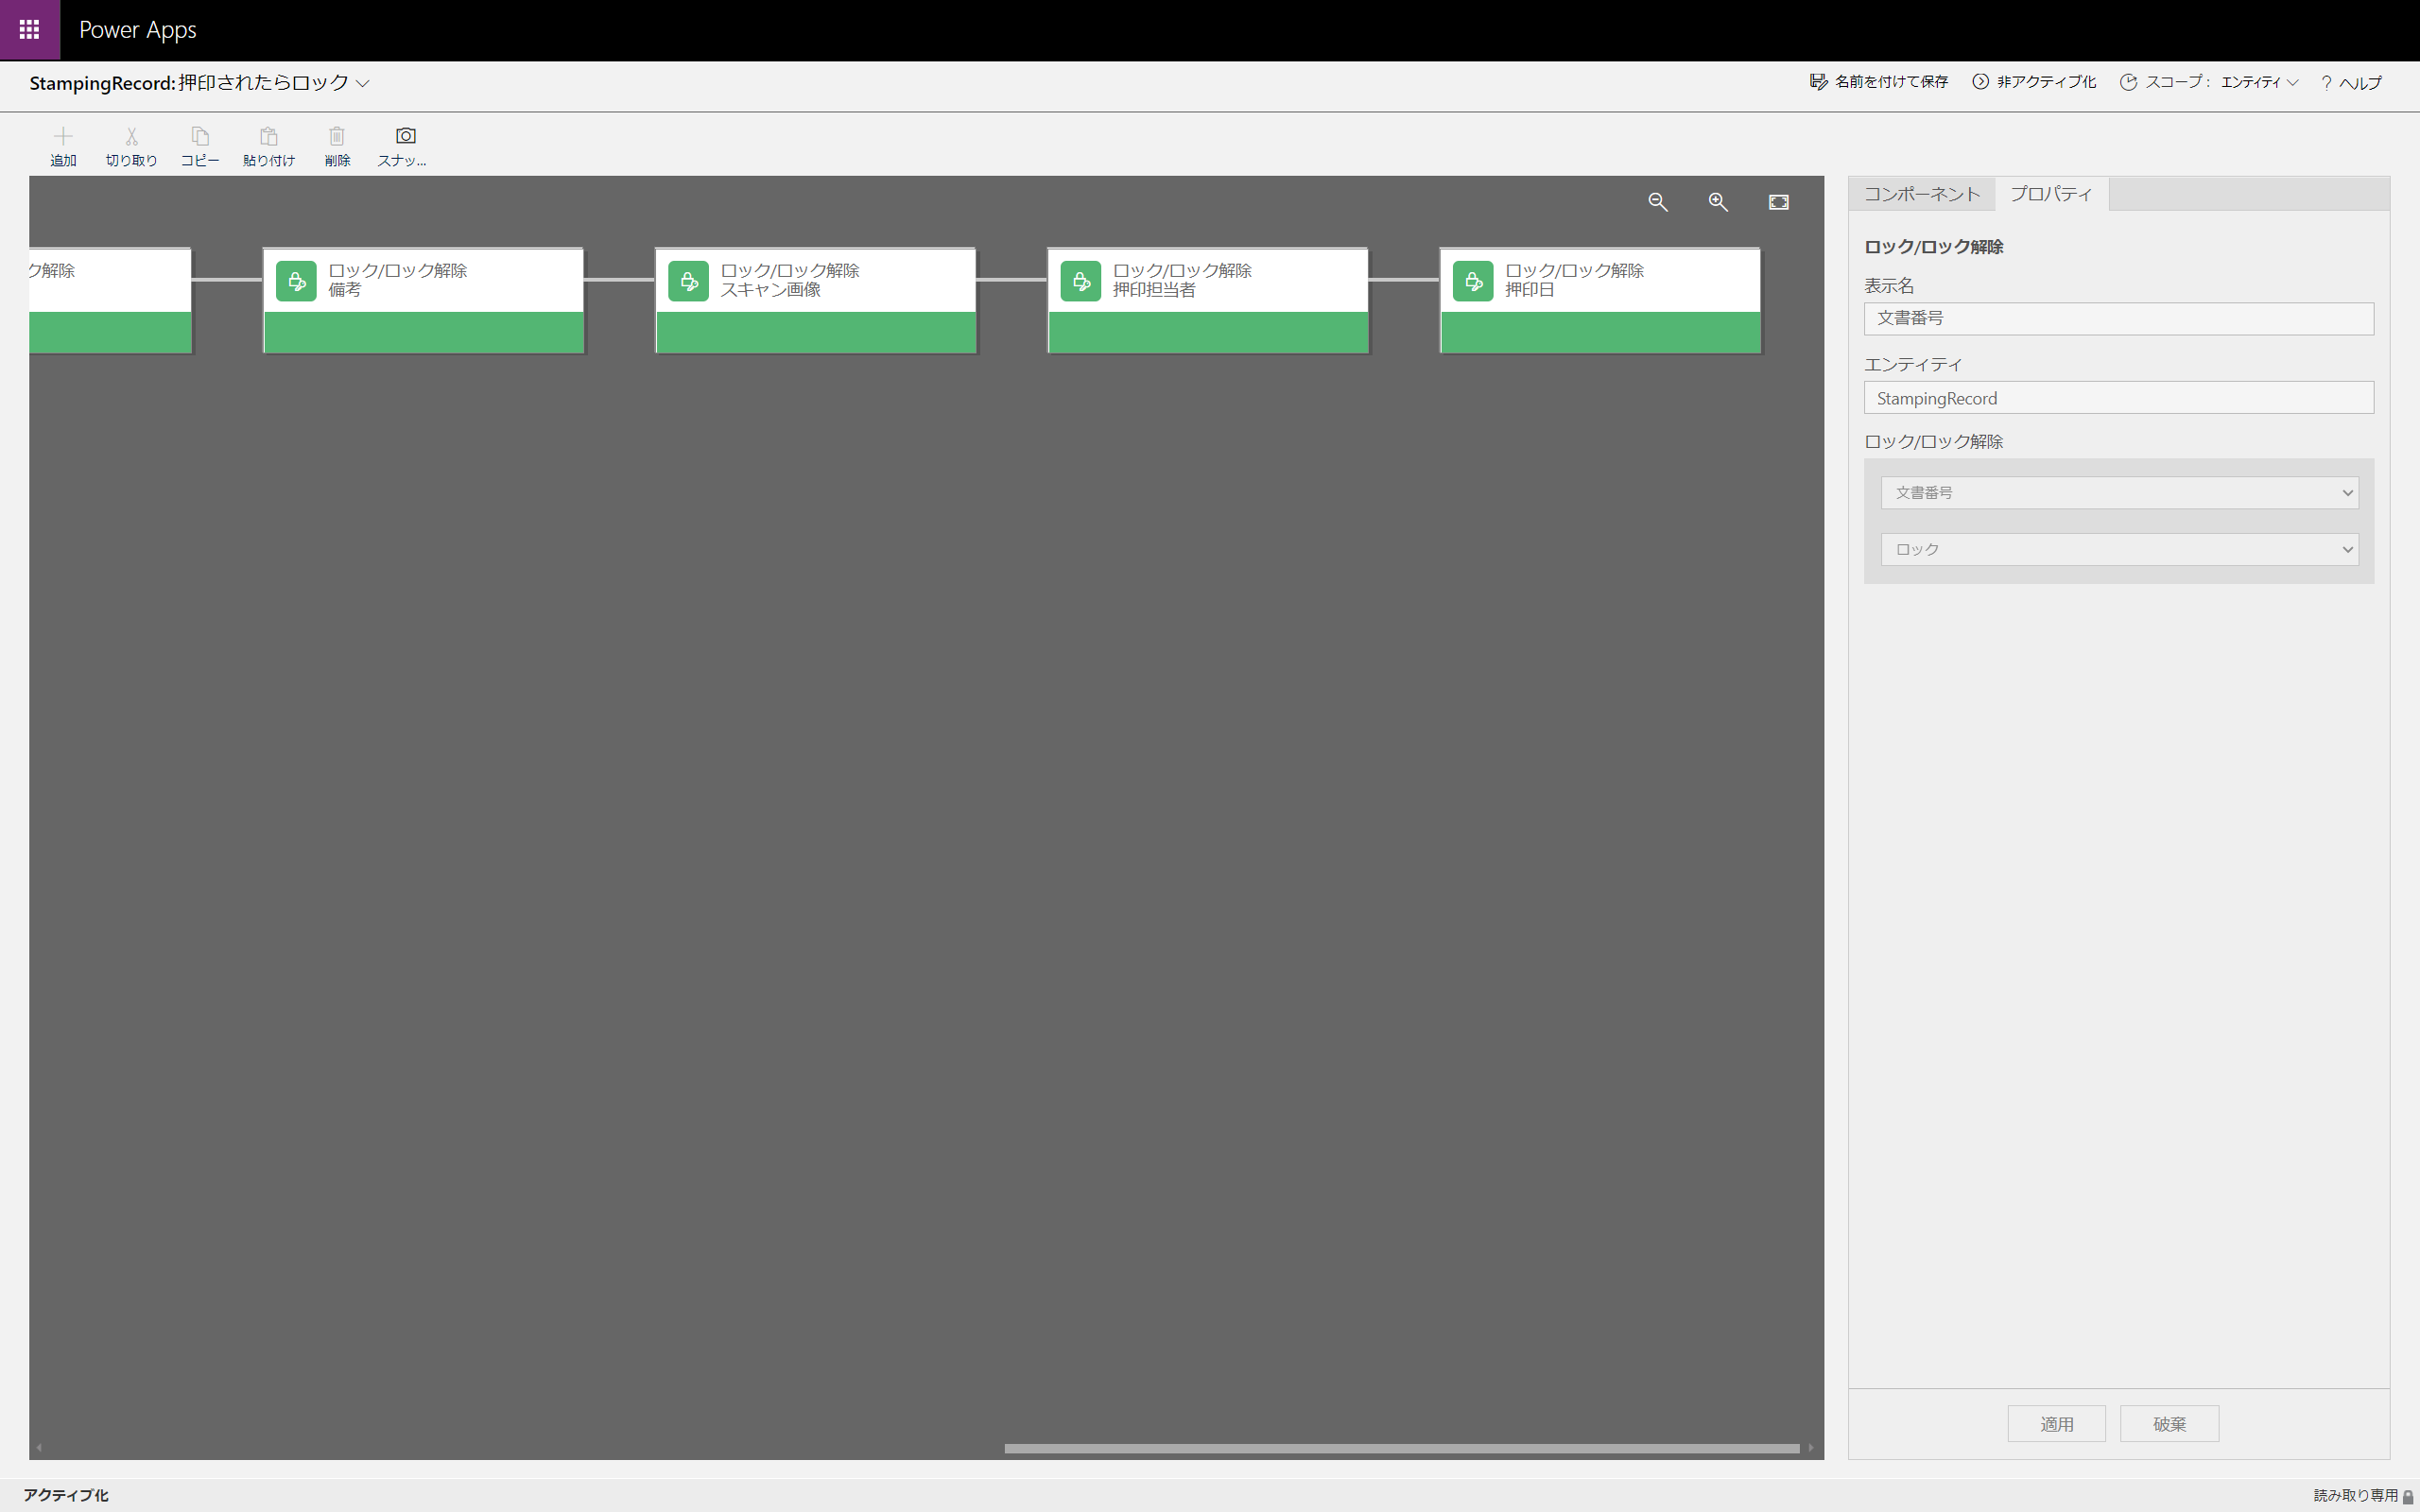 Power Apps
StampingRecord:押印されたらロック
名前を付けて保存 非アクティブ化 スコープ: エンティティ ? ヘルプ
追加 切り取り コピー 貼り付け 削除 スナッ...
コンポーネント プロパティ
ク解除
ロック/ロック解除
備考
ロック/ロック解除
スキャン画像
ロック/ロック解除
押印担当者
ロック/ロック解除
押印日
ロック/ロック解除
表示名
文書番号
エンティティ
StampingRecord
ロック/ロック解除
文書番号
ロック
適用 破棄
アクティブ化 読み取り専用